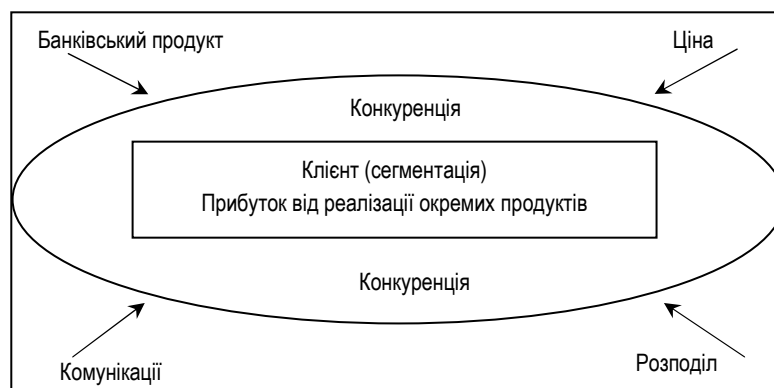 Банківський продукт
Ціна
Конкуренція
Клієнт (сегментація)
Прибуток від реалізації окремих продуктів
Конкуренція
Комунікації
Розподіл